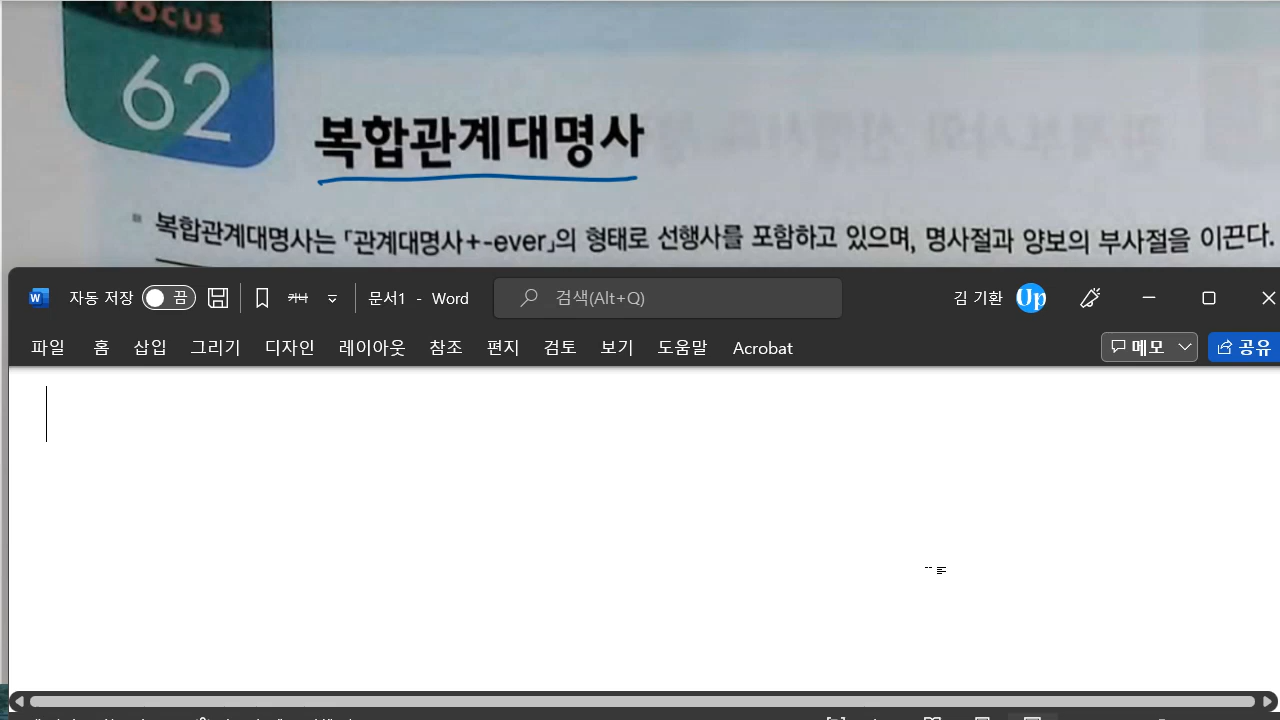 FOCUS
62
복합관계대명사
복합관계대명사는 「관계대명사+-ever」의 형태로 선행사를 포함하고 있으며, 명사절과 양보의 부사절을 이끈다.
자동 저장 끔 가나 문서1 - Word 검색(Alt+Q) 김 기환 Up
파일 홈 삽입 그리기 디자인 레이아웃 참조 편지 검토 보기 도움말 Acrobat 메모 공유